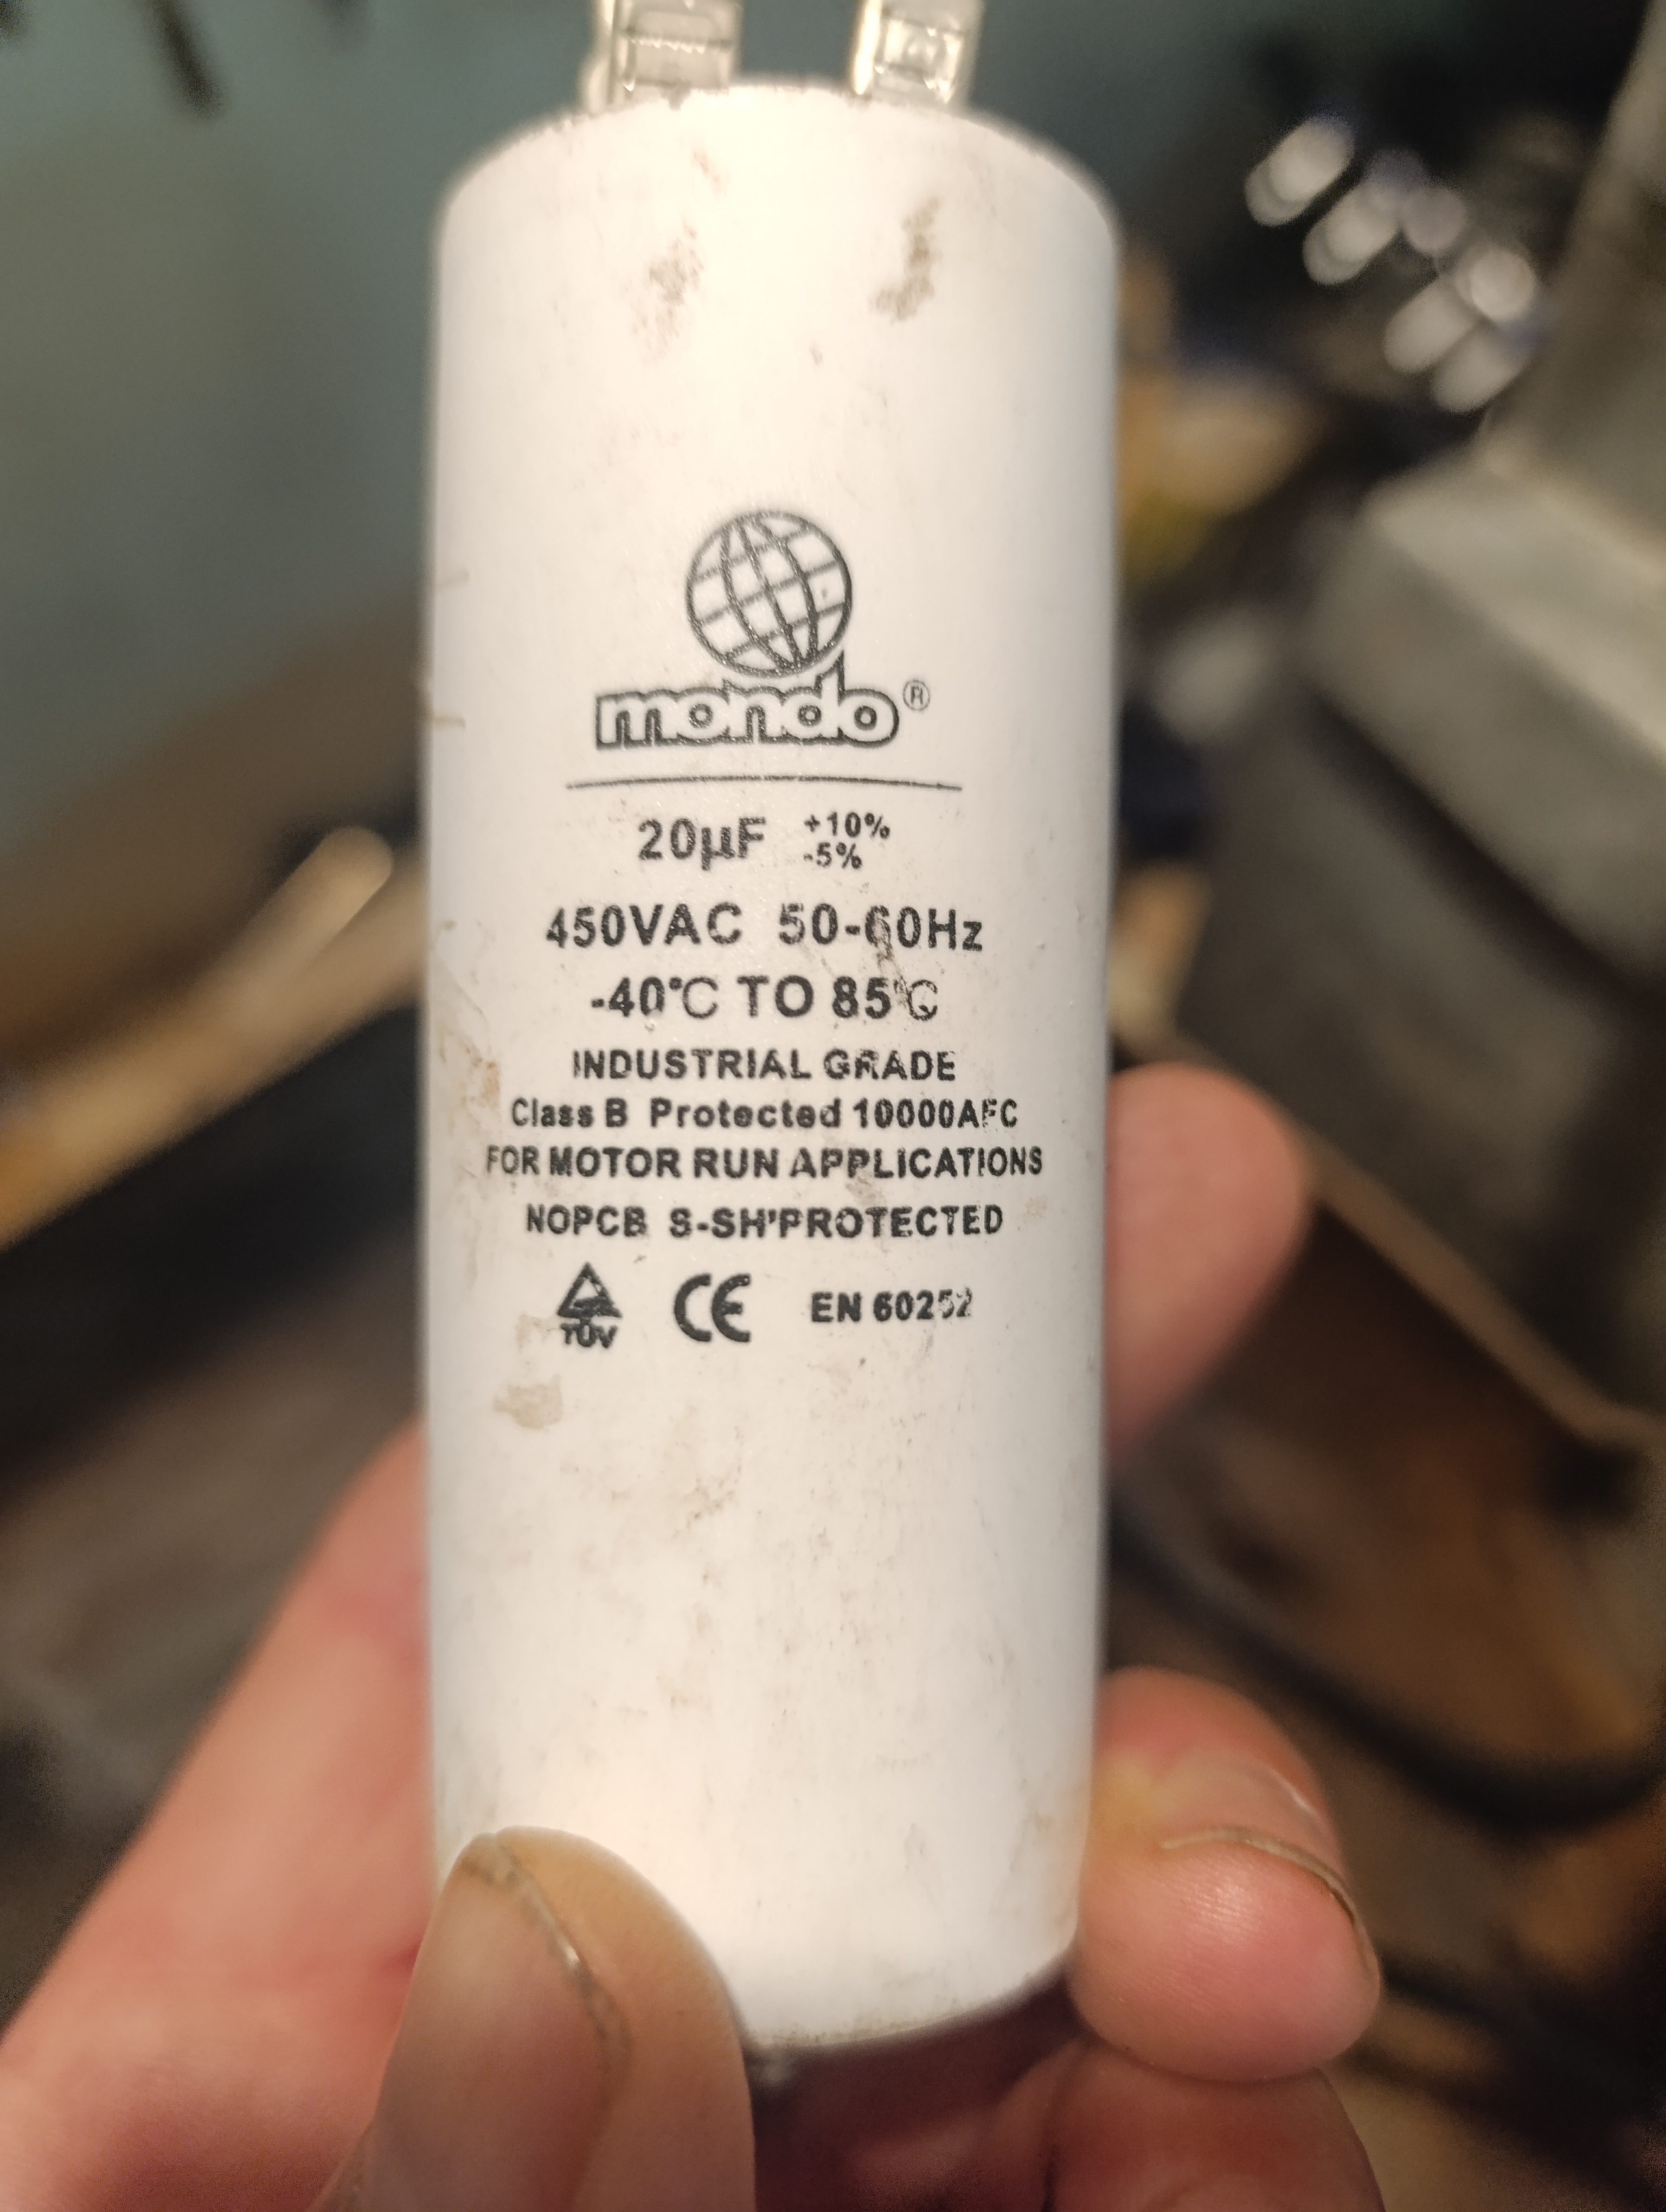 mondo®
20µF +10% -5%
450VAC 50-60Hz
-40℃ TO 85℃
INDUSTRIAL GRADE
Class B Protected 10000AFC
FOR MOTOR RUN APPLICATIONS
NOPCB S-SH'PROTECTED
TÜV CE EN 60252